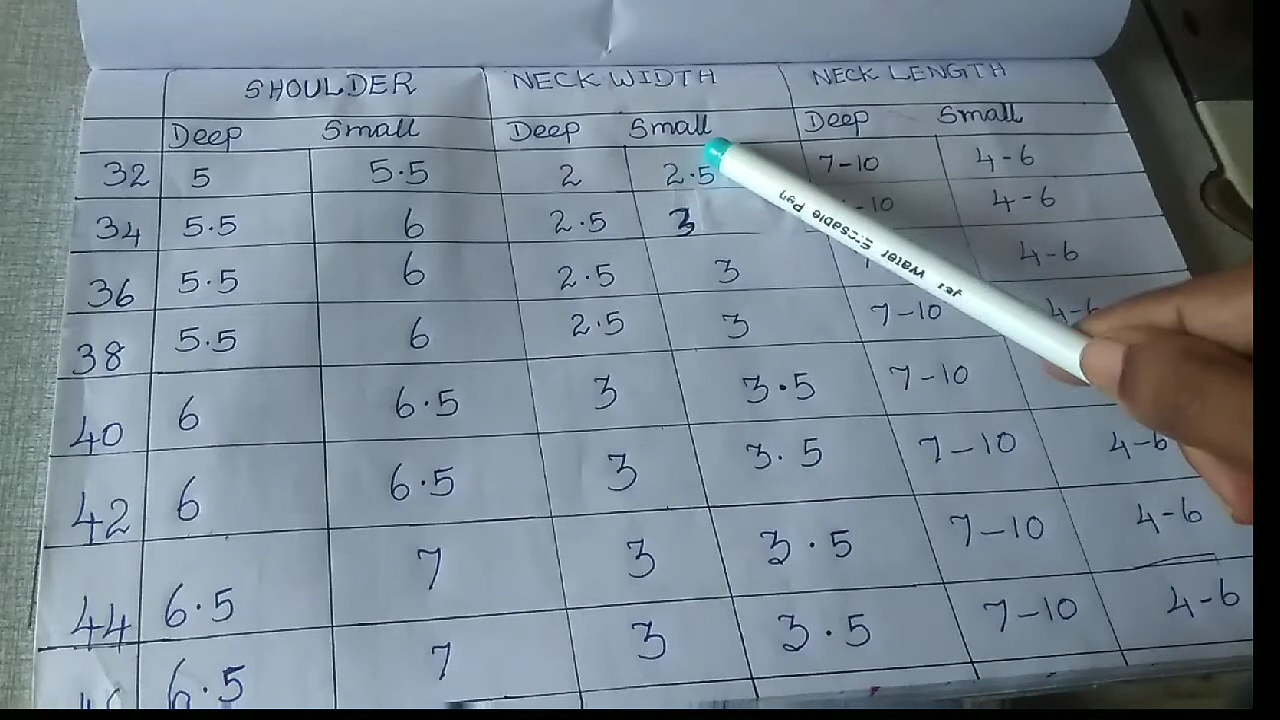 SHOULDER NECK WIDTH NECK LENGTH
Deep Small Deep Small Deep Small
32 5 5.5 2 2.5 7-10 4-6
34 5.5 6 2.5 3 -10 4-6
36 5.5 6 2.5 3 4-6
38 5.5 6 2.5 3 7-10 4-6
40 6 6.5 3 3.5 7-10
42 6 6.5 3 3.5 7-10 4-6
44 6.5 7 3 3.5 7-10 4-6
6.5 7 3 3.5 7-10 4-6
Jet Water Erasable Pen